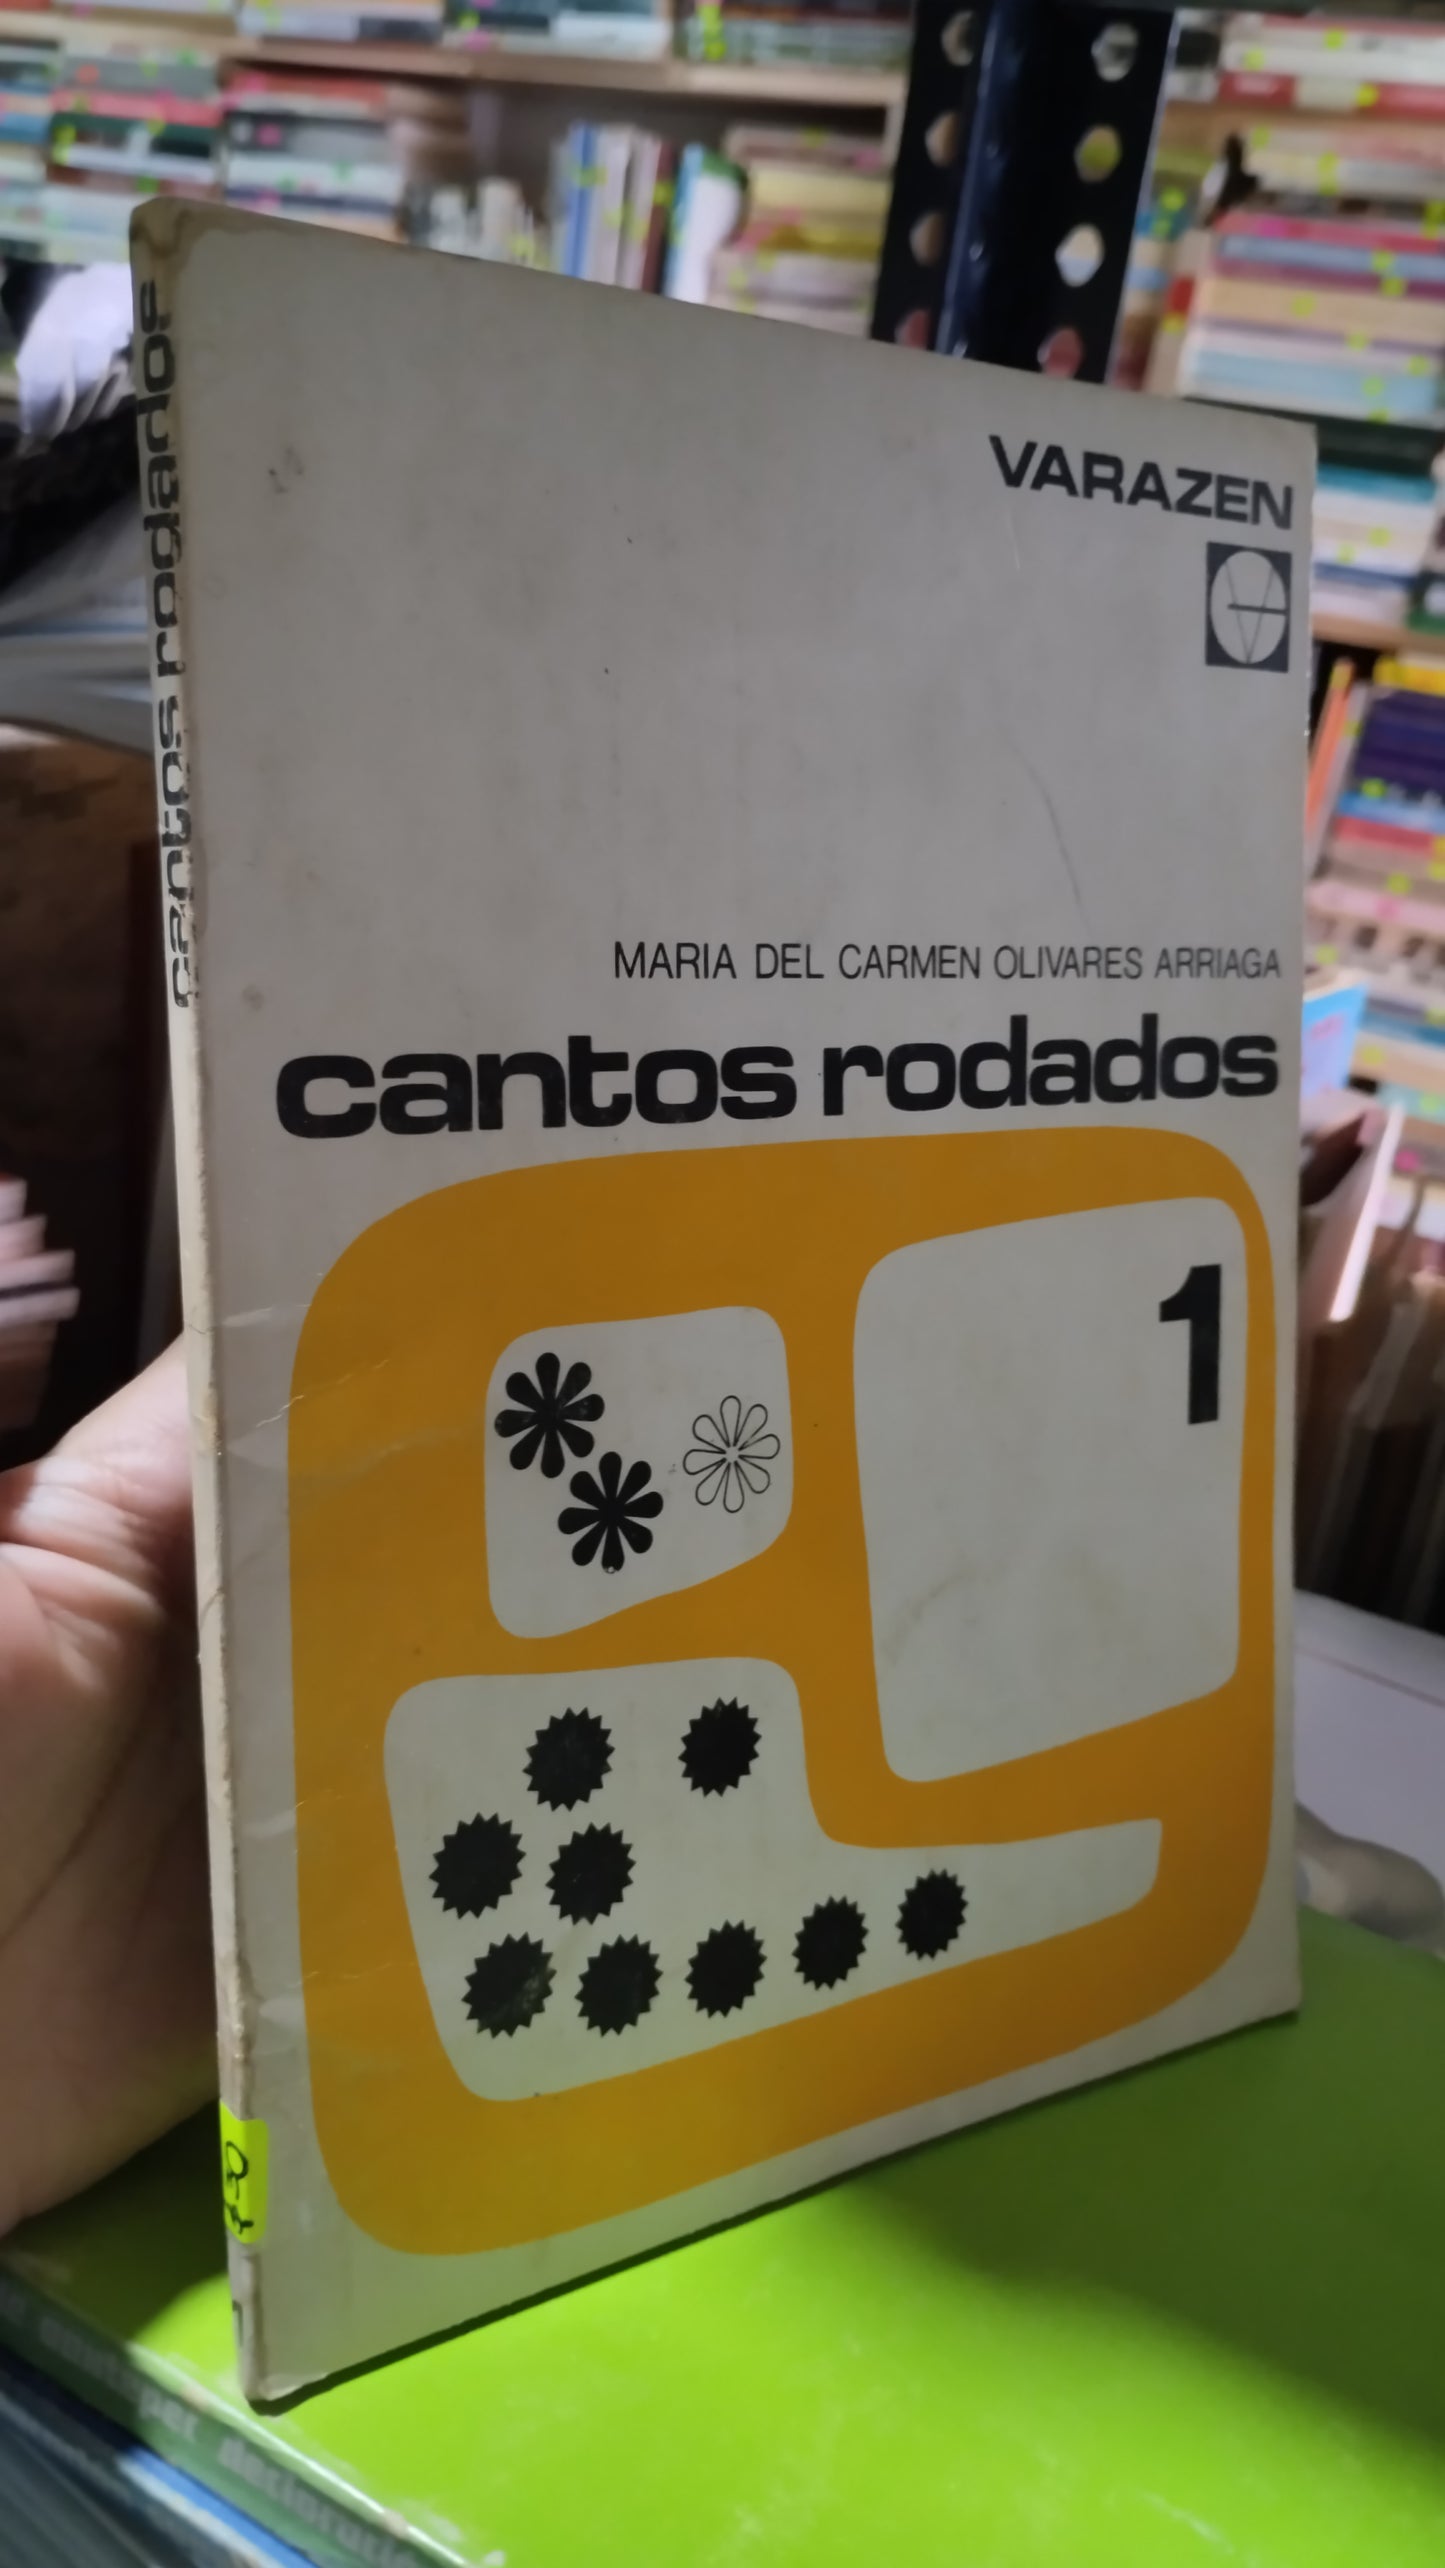 VARAZEN
MARIA DEL CARMEN OLIVARES ARRIAGA
cantos rodados
1
cantos rodados